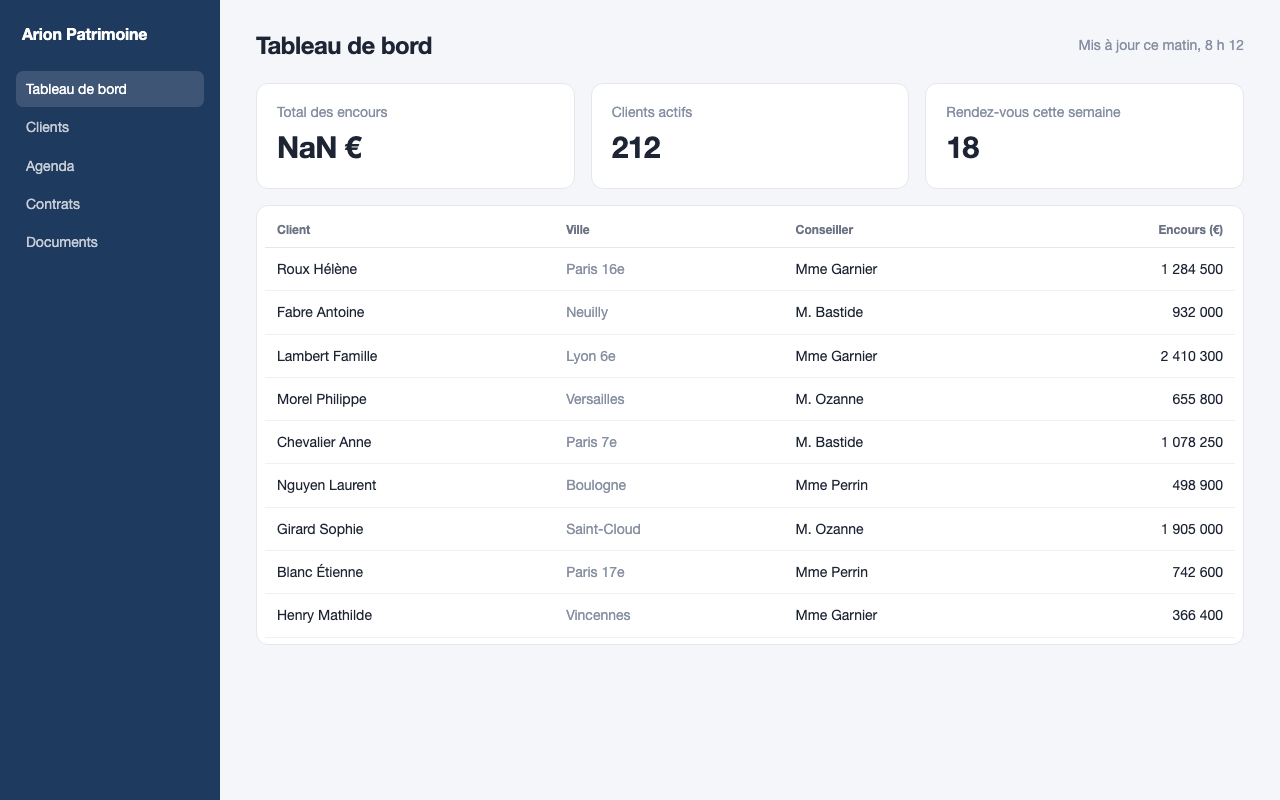 Arion Patrimoine
Tableau de bord
Clients
Agenda
Contrats
Documents
Tableau de bord
Mis à jour ce matin, 8 h 12
Total des encours
NaN €
Clients actifs
212
Rendez-vous cette semaine
18
Client Ville Conseiller Encours (€)
Roux Hélène Paris 16e Mme Garnier 1 284 500
Fabre Antoine Neuilly M. Bastide 932 000
Lambert Famille Lyon 6e Mme Garnier 2 410 300
Morel Philippe Versailles M. Ozanne 655 800
Chevalier Anne Paris 7e M. Bastide 1 078 250
Nguyen Laurent Boulogne Mme Perrin 498 900
Girard Sophie Saint-Cloud M. Ozanne 1 905 000
Blanc Étienne Paris 17e Mme Perrin 742 600
Henry Mathilde Vincennes Mme Garnier 366 400